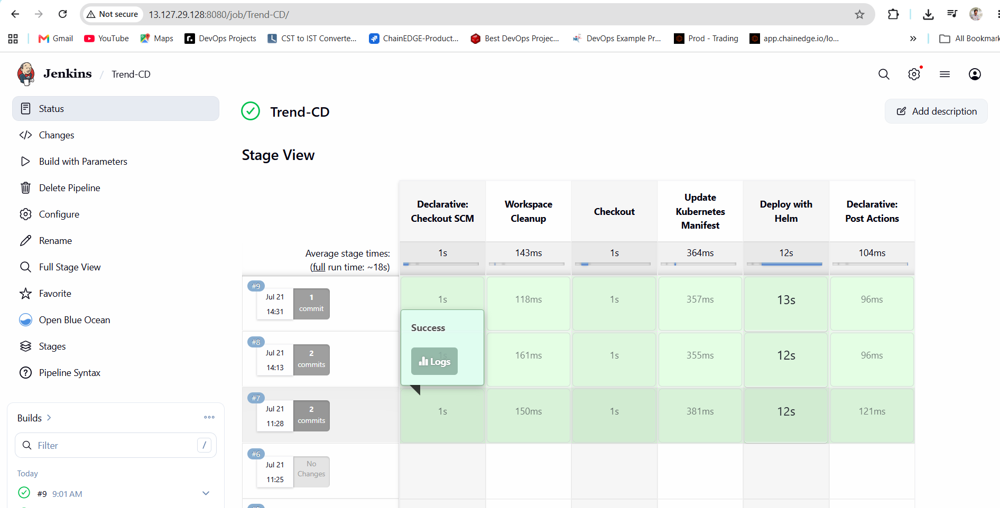 Not secure
13.127.29.128:8080/job/Trend-CD/
Gmail
YouTube
Maps
DevOps Projects
CST to IST Converte...
ChainEDGE-Product...
Best DevOps Projec...
DevOps Example Pr...
Prod - Trading
app.chainedge.io/lo...
»
All Bookmark
Jenkins / Trend-CD
Status
Changes
Build with Parameters
Delete Pipeline
Configure
Rename
Full Stage View
Favorite
Open Blue Ocean
Stages
Pipeline Syntax
Builds
Filter
/
Today
#9 9:01 AM
Trend-CD
Add description
Stage View
Declarative:
Checkout SCM
Workspace
Cleanup
Checkout
Update
Kubernetes
Manifest
Deploy with
Helm
Declarative:
Post Actions
Average stage times:
(full run time: ~18s)
1s
143ms
1s
364ms
12s
104ms
#9
Jul 21
14:31
1
commit
1s
118ms
1s
357ms
13s
96ms
Success
Logs
#8
Jul 21
14:13
2
commits
161ms
1s
355ms
12s
96ms
#7
Jul 21
11:28
2
commits
1s
150ms
1s
381ms
12s
121ms
#6
Jul 21
11:25
No
Changes